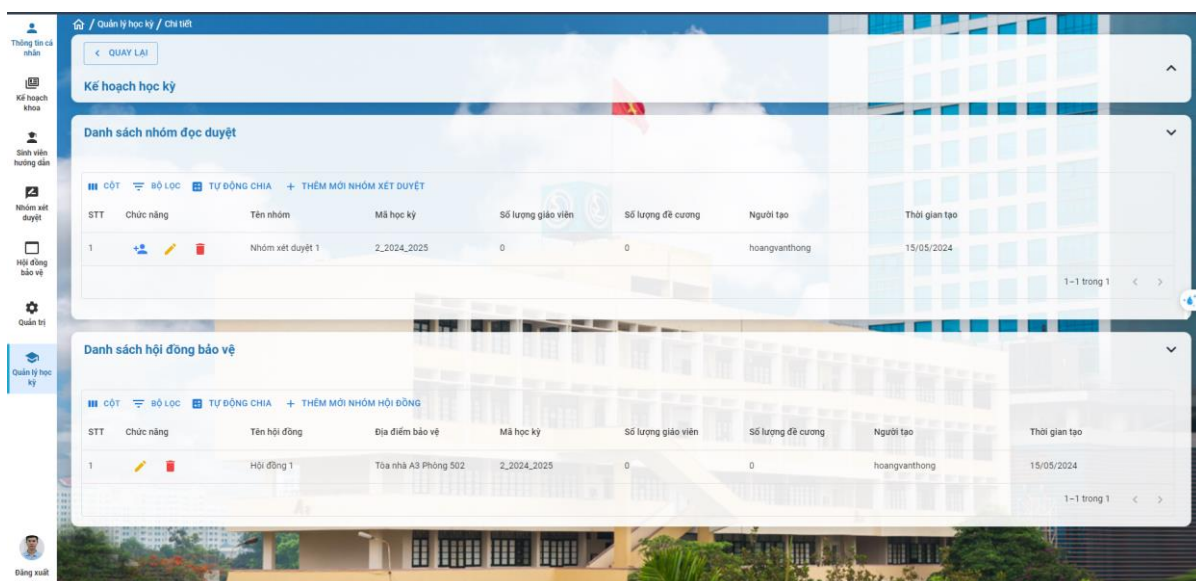 / Quản lý học kỳ / Chi tiết
Thông tin cá
nhân
Kế hoạch
khoa
Sinh viên
hướng dẫn
Nhóm xét
duyệt
Hội đồng
bảo vệ
Quản trị
Quản lý học
kỳ
Đăng xuất
< QUAY LẠI
Kế hoạch học kỳ
Danh sách nhóm đọc duyệt
CỘT BỘ LỌC TỰ ĐỘNG CHIA + THÊM MỚI NHÓM XÉT DUYỆT
STT Chức năng Tên nhóm Mã học kỳ Số lượng giáo viên Số lượng đề cương Người tạo Thời gian tạo
1 Nhóm xét duyệt 1 2_2024_2025 0 0 hoangvanthong 15/05/2024
1–1 trong 1 < >
Danh sách hội đồng bảo vệ
CỘT BỘ LỌC TỰ ĐỘNG CHIA + THÊM MỚI NHÓM HỘI ĐỒNG
STT Chức năng Tên hội đồng Địa điểm bảo vệ Mã học kỳ Số lượng giáo viên Số lượng đề cương Người tạo Thời gian tạo
1 Hội đồng 1 Tòa nhà A3 Phòng 502 2_2024_2025 0 0 hoangvanthong 15/05/2024
1–1 trong 1 < >